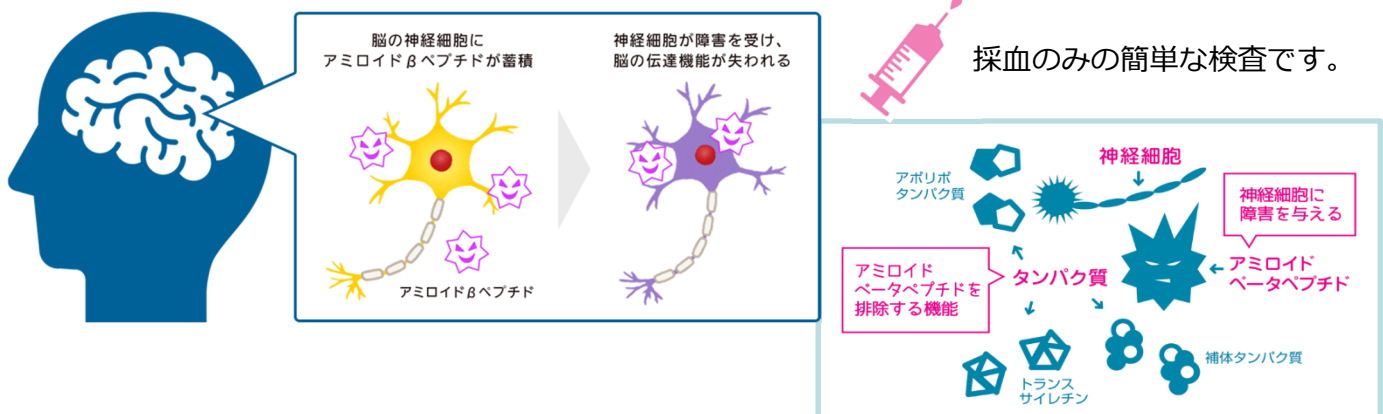 脳の神経細胞に
アミロイドβペプチドが蓄積
神経細胞が障害を受け、
脳の伝達機能が失われる
アミロイドβペプチド
採血のみの簡単な検査です。
神経細胞
アポリポ
タンパク質
神経細胞に
障害を与える
アミロイド
ベータペプチドを
排除する機能
タンパク質
アミロイド
ベータペプチド
トランス
サイレチン
補体タンパク質